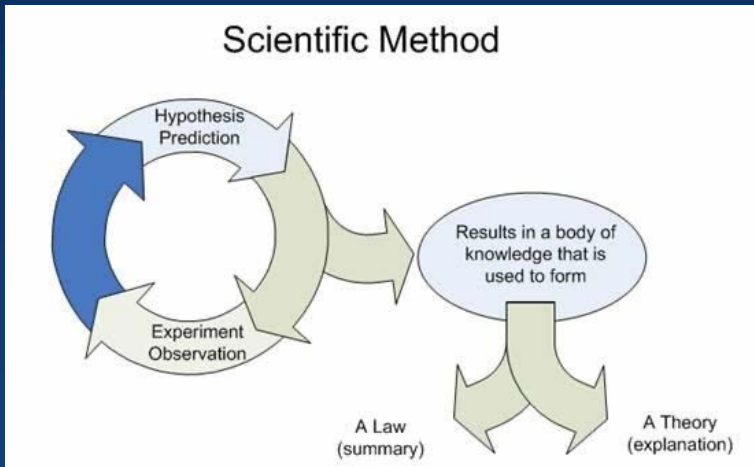 Scientific Method
Hypothesis
Prediction
Experiment
Observation
Results in a body of
knowledge that is
used to form
A Law
(summary)
A Theory
(explanation)